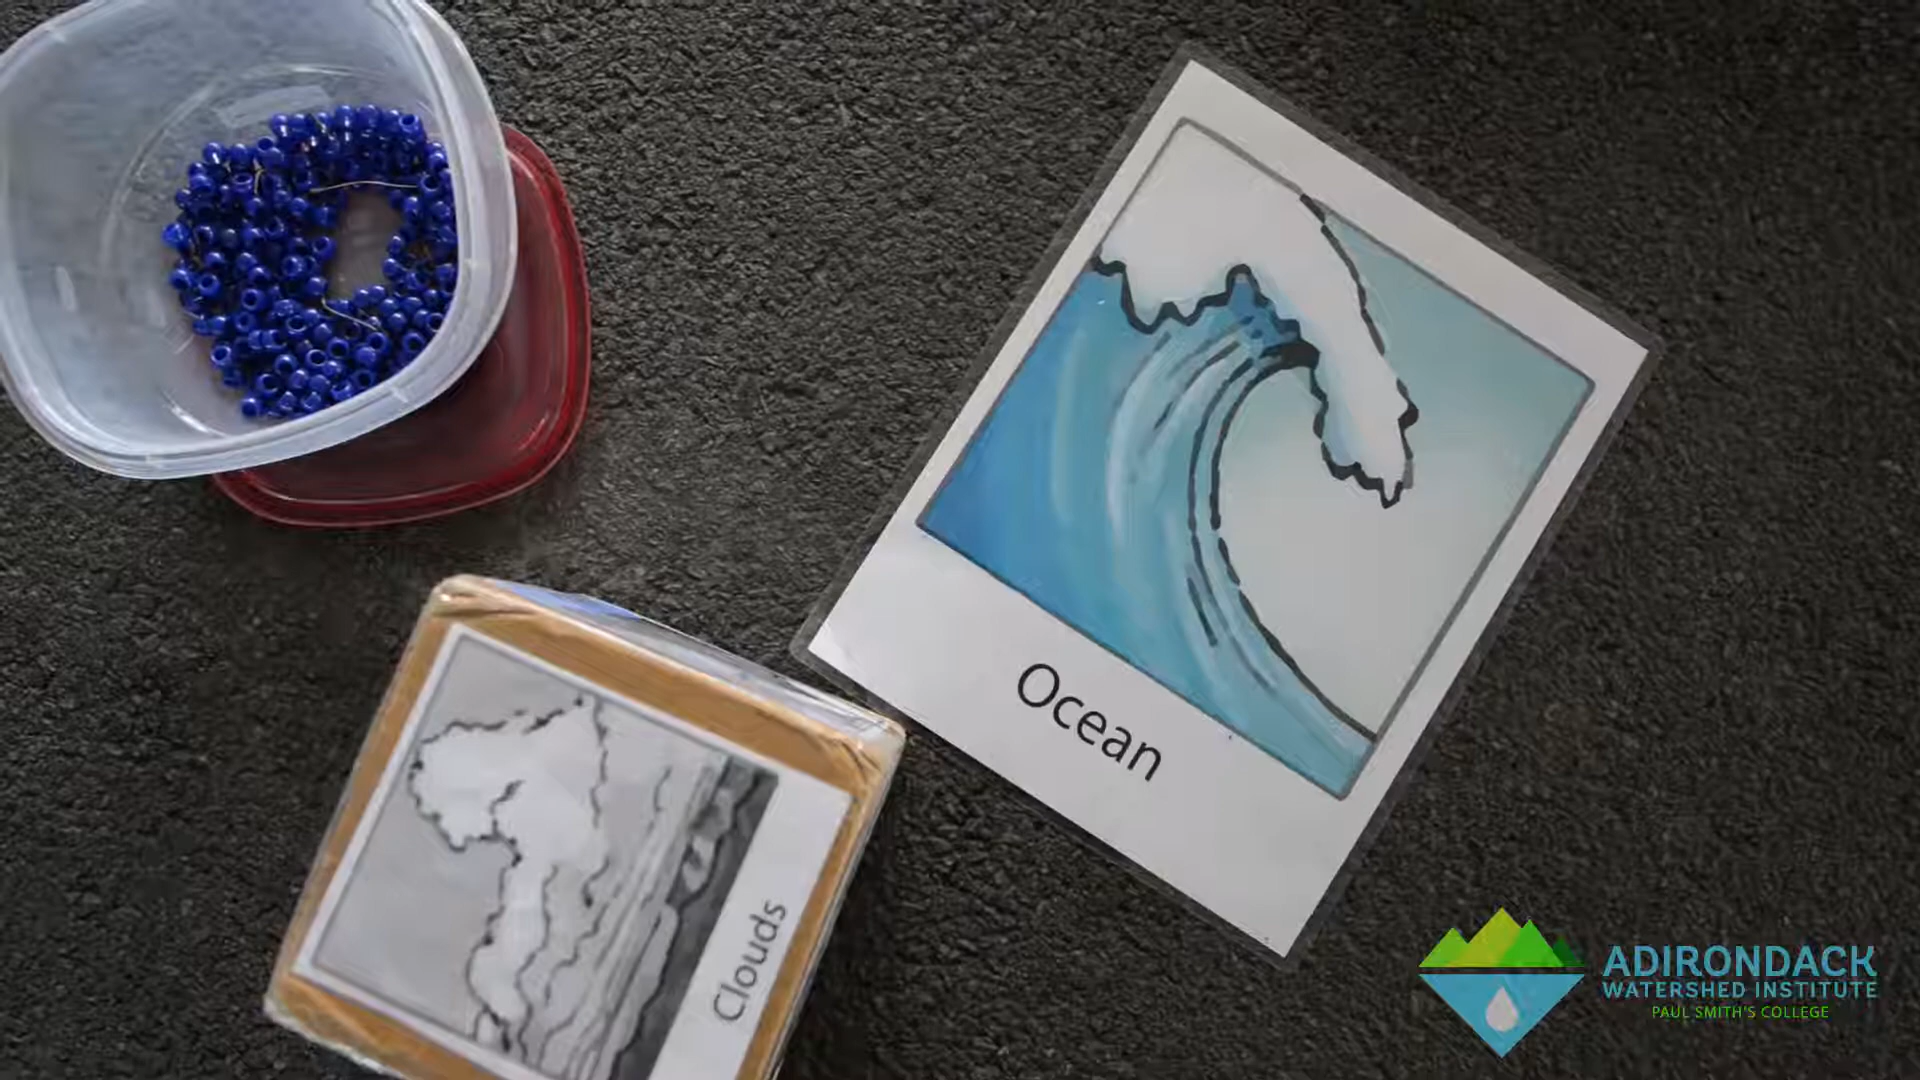 Ocean
Clouds
ADIRONDACK
WATERSHED INSTITUTE
PAUL SMITH'S COLLEGE